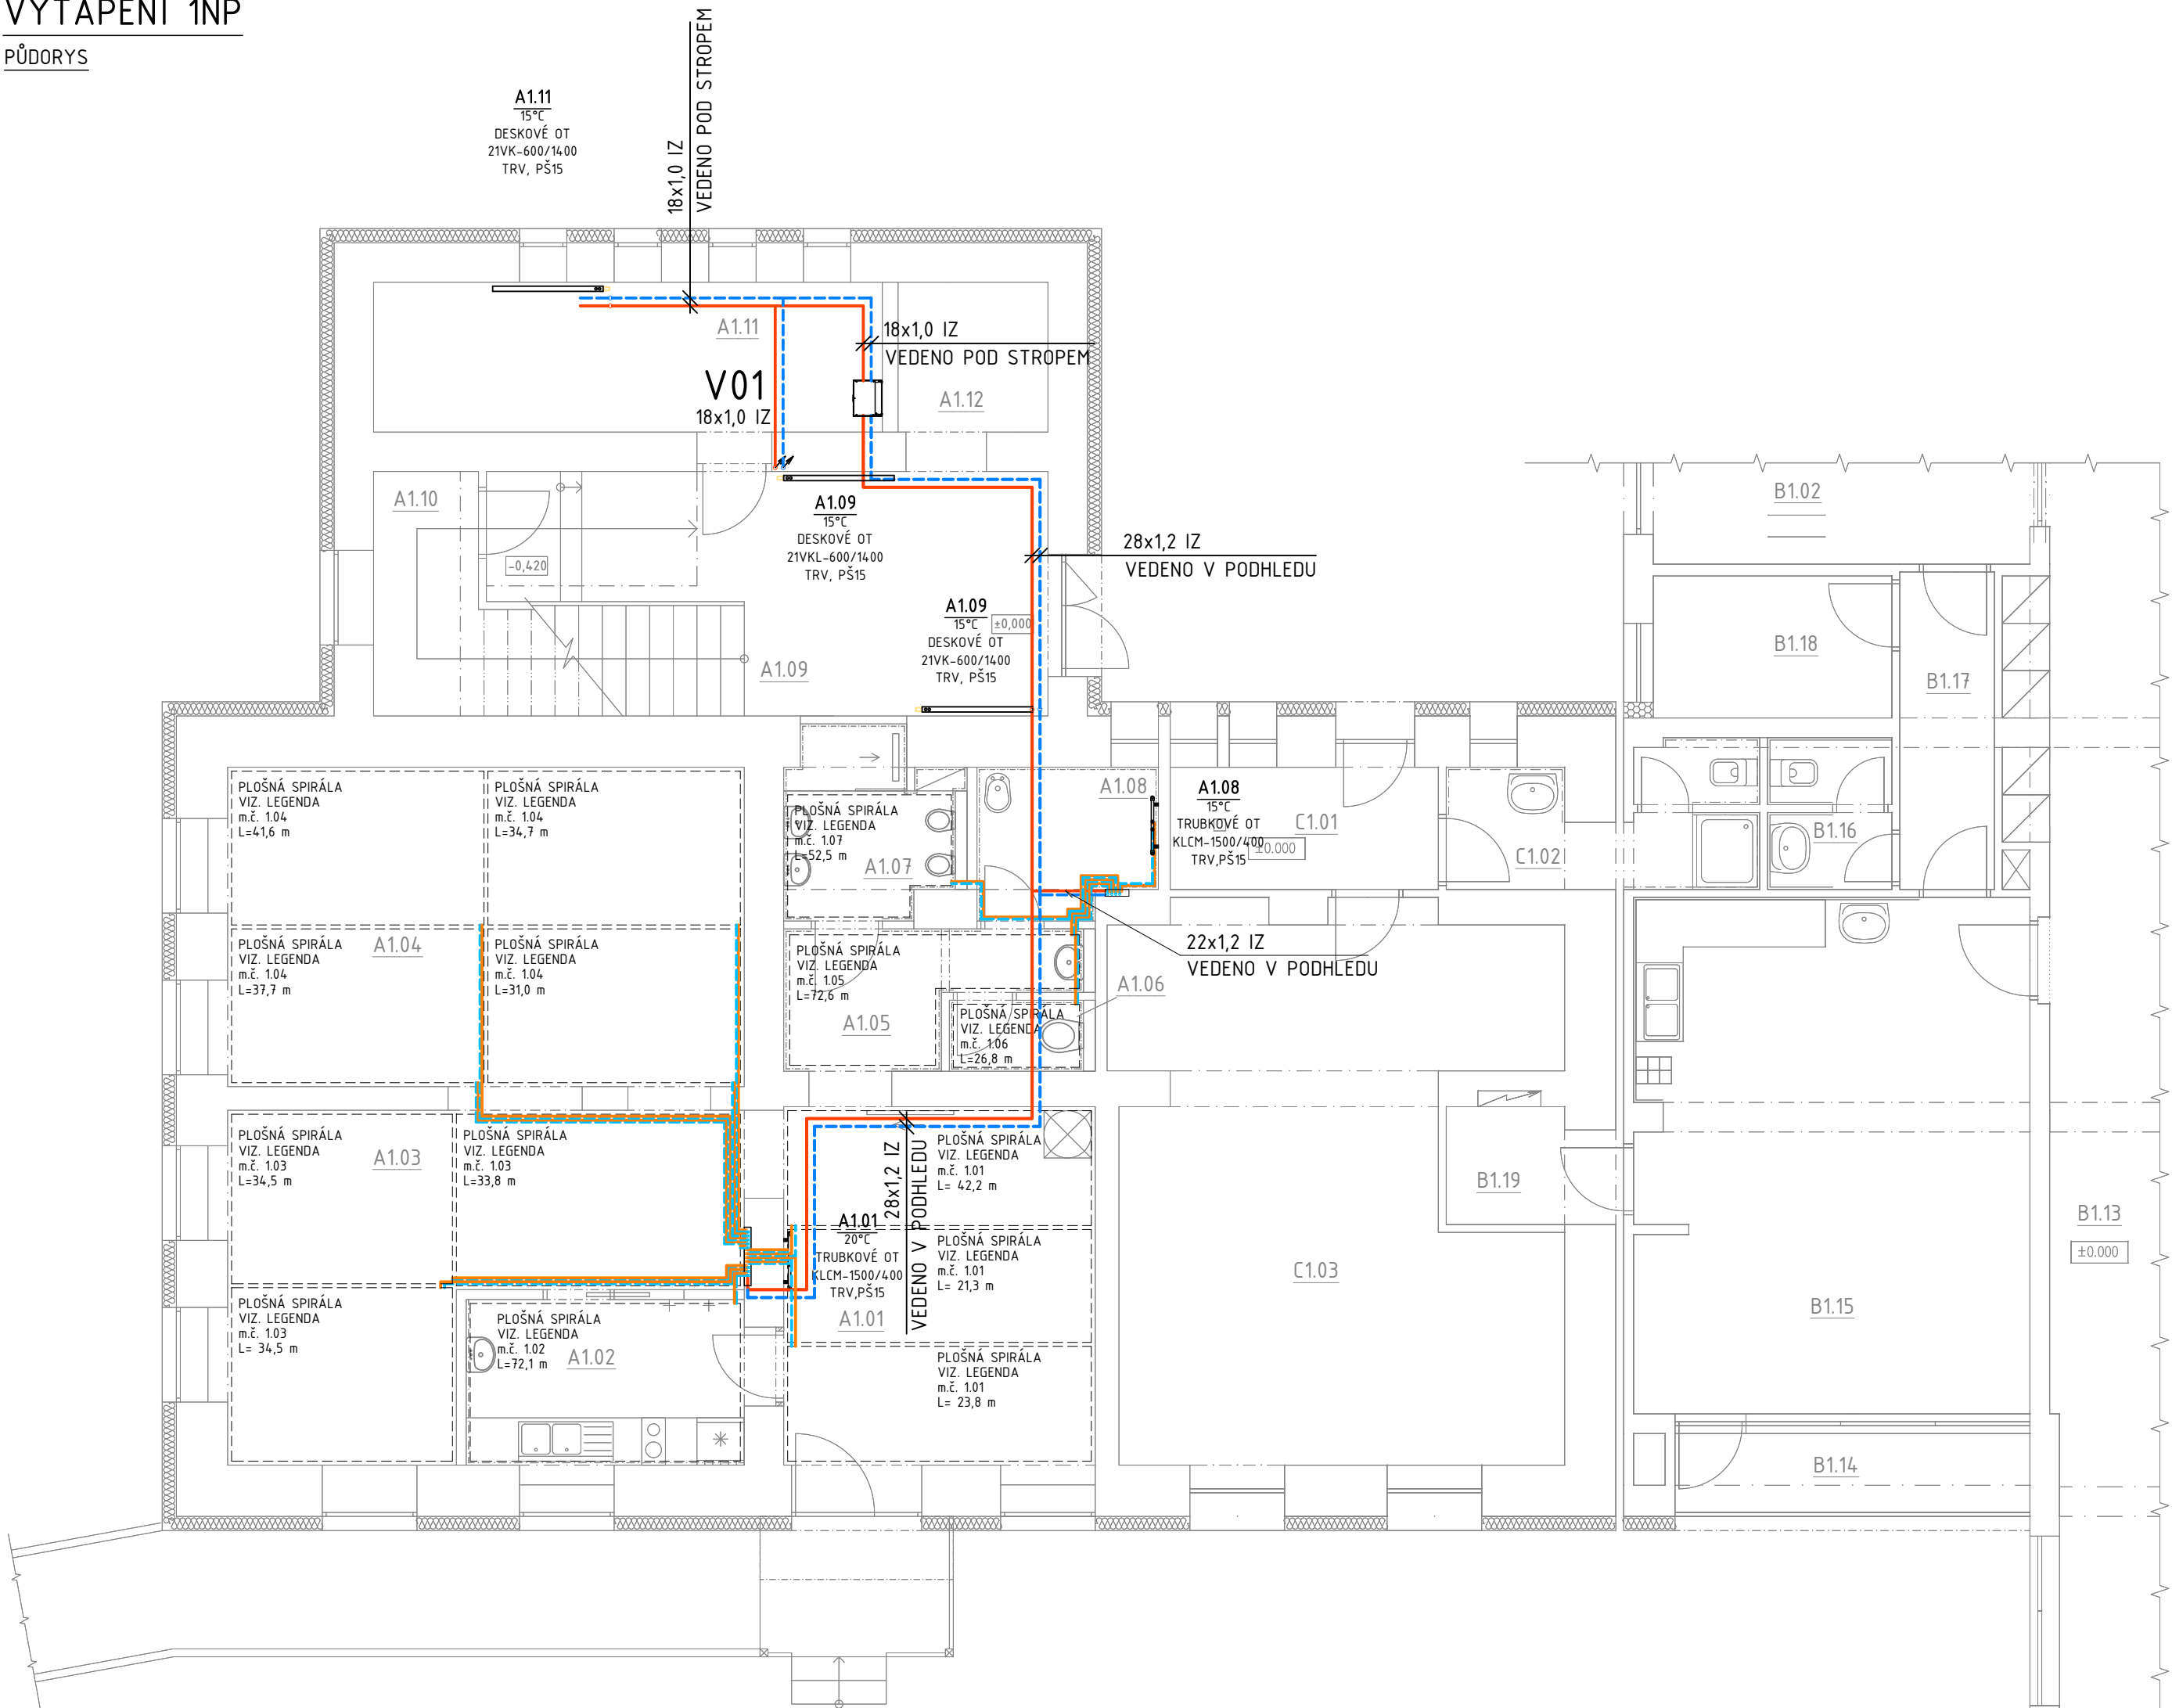 VYTÁPĚNÍ 1NP
PŮDORYS
A1.11
15°C
DESKOVÉ OT
21VK-600/1400
TRV, PŠ15
18x1,0 IZ
VEDENO POD STROPEM
A1.11
18x1,0 IZ
VEDENO POD STROPEM
V01
18x1,0 IZ
A1.12
A1.10
-0,420
A1.09
15°C
DESKOVÉ OT
21VKL-600/1400
TRV, PŠ15
28x1,2 IZ
VEDENO V PODHLEDU
A1.09
15°C
±0,000
DESKOVÉ OT
21VK-600/1400
TRV, PŠ15
A1.09
B1.02
B1.18
B1.17
PLOŠNÁ SPIRÁLA
VIZ. LEGENDA
m.č. 1.04
L=41,6 m
PLOŠNÁ SPIRÁLA
VIZ. LEGENDA
m.č. 1.04
L=34,7 m
PLOŠNÁ SPIRÁLA
VIZ. LEGENDA
m.č. 1.07
L=52,5 m
A1.07
A1.08
A1.08
15°C
TRUBKOVÉ OT
KLCM-1500/400
TRV,PŠ15
C1.01
±0.000
C1.02
B1.16
PLOŠNÁ SPIRÁLA
VIZ. LEGENDA
m.č. 1.04
L=37,7 m
A1.04
PLOŠNÁ SPIRÁLA
VIZ. LEGENDA
m.č. 1.04
L=31,0 m
PLOŠNÁ SPIRÁLA
VIZ. LEGENDA
m.č. 1.05
L=72,6 m
A1.05
22x1,2 IZ
VEDENO V PODHLEDU
A1.06
PLOŠNÁ SPIRÁLA
VIZ. LEGENDA
m.č. 1.06
L=26,8 m
PLOŠNÁ SPIRÁLA
VIZ. LEGENDA
m.č. 1.03
L=34,5 m
A1.03
PLOŠNÁ SPIRÁLA
VIZ. LEGENDA
m.č. 1.03
L=33,8 m
28x1,2 IZ
VEDENO V PODHLEDU
PLOŠNÁ SPIRÁLA
VIZ. LEGENDA
m.č. 1.01
L= 42,2 m
B1.19
A1.01
20°C
TRUBKOVÉ OT
KLCM-1500/400
TRV,PŠ15
A1.01
PLOŠNÁ SPIRÁLA
VIZ. LEGENDA
m.č. 1.01
L= 21,3 m
C1.03
B1.13
±0.000
B1.15
PLOŠNÁ SPIRÁLA
VIZ. LEGENDA
m.č. 1.03
L= 34,5 m
PLOŠNÁ SPIRÁLA
VIZ. LEGENDA
m.č. 1.02
L=72,1 m
A1.02
PLOŠNÁ SPIRÁLA
VIZ. LEGENDA
m.č. 1.01
L= 23,8 m
B1.14